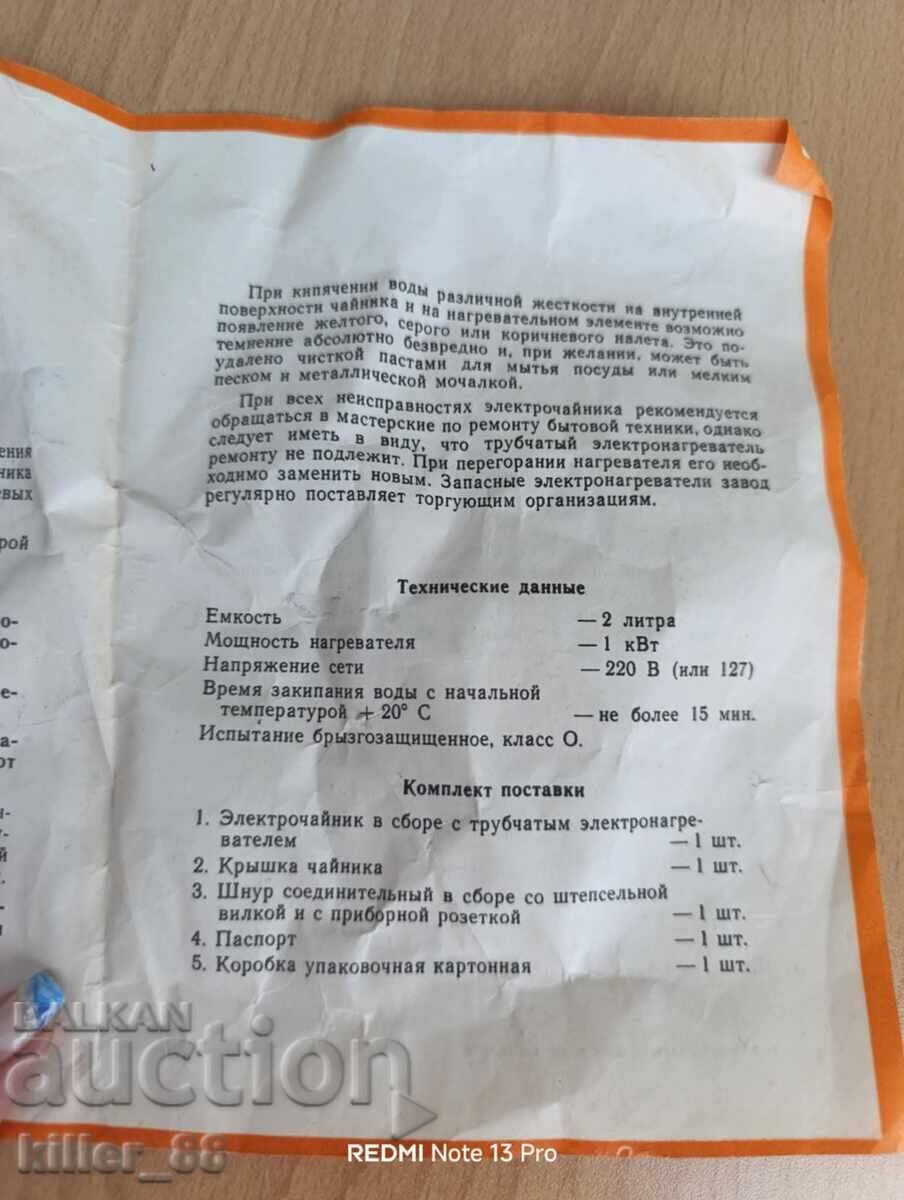 При кипячении воды различной жесткости на внутренней
поверхности чайника и на нагревательном элементе возможно
появление желтого, серого или коричневого налета. Это по-
темнение абсолютно безвредно и, при желании, может быть
удалено чисткой пастами для мытья посуды или мелким
песком и металлической мочалкой.
При всех неисправностях электрочайника рекомендуется
обращаться в мастерские по ремонту бытовой техники, однако
следует иметь в виду, что трубчатый электронагреватель
ремонту не подлежит. При перегорании нагревателя его необ-
ходимо заменить новым. Запасные электронагреватели завод
регулярно поставляет торгующим организациям.
Технические данные
Емкость — 2 литра
Мощность нагревателя — 1 кВт
Напряжение сети — 220 В (или 127)
Время закипания воды с начальной
температурой + 20° С — не более 15 мин.
Испытание брызгозащищенное, класс О.
Комплект поставки
1. Электрочайник в сборе с трубчатым электронагре-
вателем — 1 шт.
2. Крышка чайника — 1 шт.
3. Шнур соединительный в сборе со штепсельной
вилкой и с приборной розеткой — 1 шт.
4. Паспорт — 1 шт.
5. Коробка упаковочная картонная — 1 шт.
ения
ника
евых
рой
о-
о-
е-
а-
от
й
BALKAN
auction
killer_88
REDMI Note 13 Pro